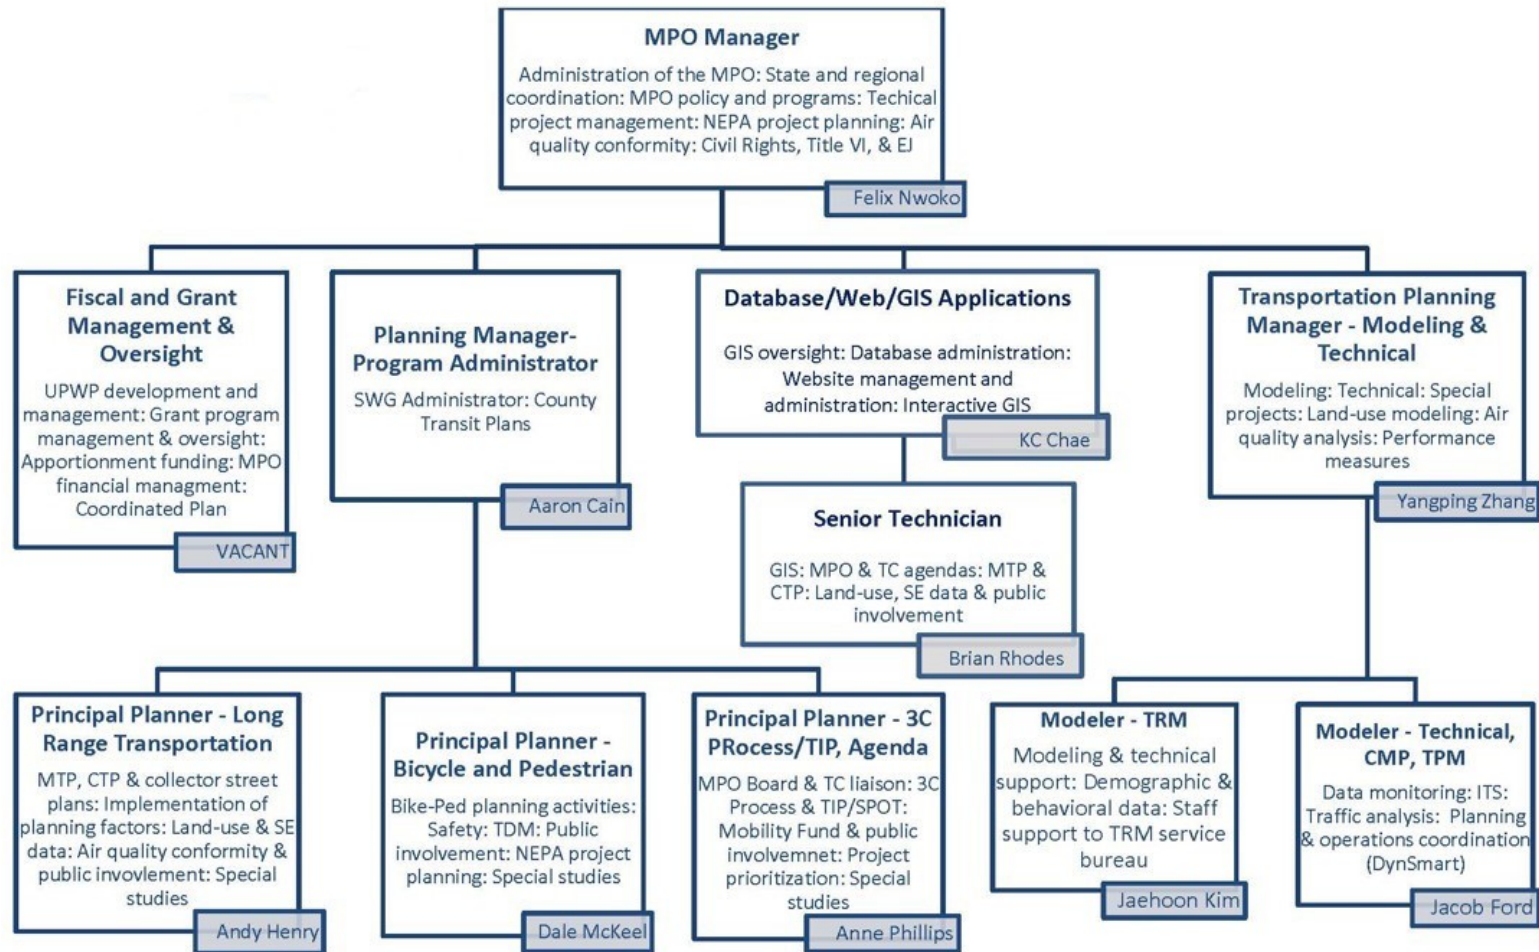 MPO Manager
Administration of the MPO: State and regional
coordination: MPO policy and programs: Techical
project management: NEPA project planning: Air
quality conformity: Civil Rights, Title VI, & EJ
Felix Nwoko
Fiscal and Grant
Management &
Oversight
UPWP development and
management: Grant program
management & oversight:
Apportionment funding: MPO
financial managment:
Coordinated Plan
VACANT
Planning Manager-
Program Administrator
SWG Administrator: County
Transit Plans
Aaron Cain
Database/Web/GIS Applications
GIS oversight: Database administration:
Website management and
administration: Interactive GIS
KC Chae
Transportation Planning
Manager - Modeling &
Technical
Modeling: Technical: Special
projects: Land-use modeling: Air
quality analysis: Performance
measures
Yangping Zhang
Senior Technician
GIS: MPO & TC agendas: MTP &
CTP: Land-use, SE data & public
involvement
Brian Rhodes
Principal Planner - Long
Range Transportation
MTP, CTP & collector street
plans: Implementation of
planning factors: Land-use & SE
data: Air quality conformity &
public invovlement: Special
studies
Andy Henry
Principal Planner -
Bicycle and Pedestrian
Bike-Ped planning activities:
Safety: TDM: Public
involvement: NEPA project
planning: Special studies
Dale McKeel
Principal Planner - 3C
PRocess/TIP, Agenda
MPO Board & TC liaison: 3C
Process & TIP/SPOT:
Mobility Fund & public
involvemnet: Project
prioritization: Special
studies
Anne Phillips
Modeler - TRM
Modeling & technical
support: Demographic &
behavioral data: Staff
support to TRM service
bureau
Jaehoon Kim
Modeler - Technical,
CMP, TPM
Data monitoring: ITS:
Traffic analysis: Planning
& operations coordination
(DynSmart)
Jacob Ford